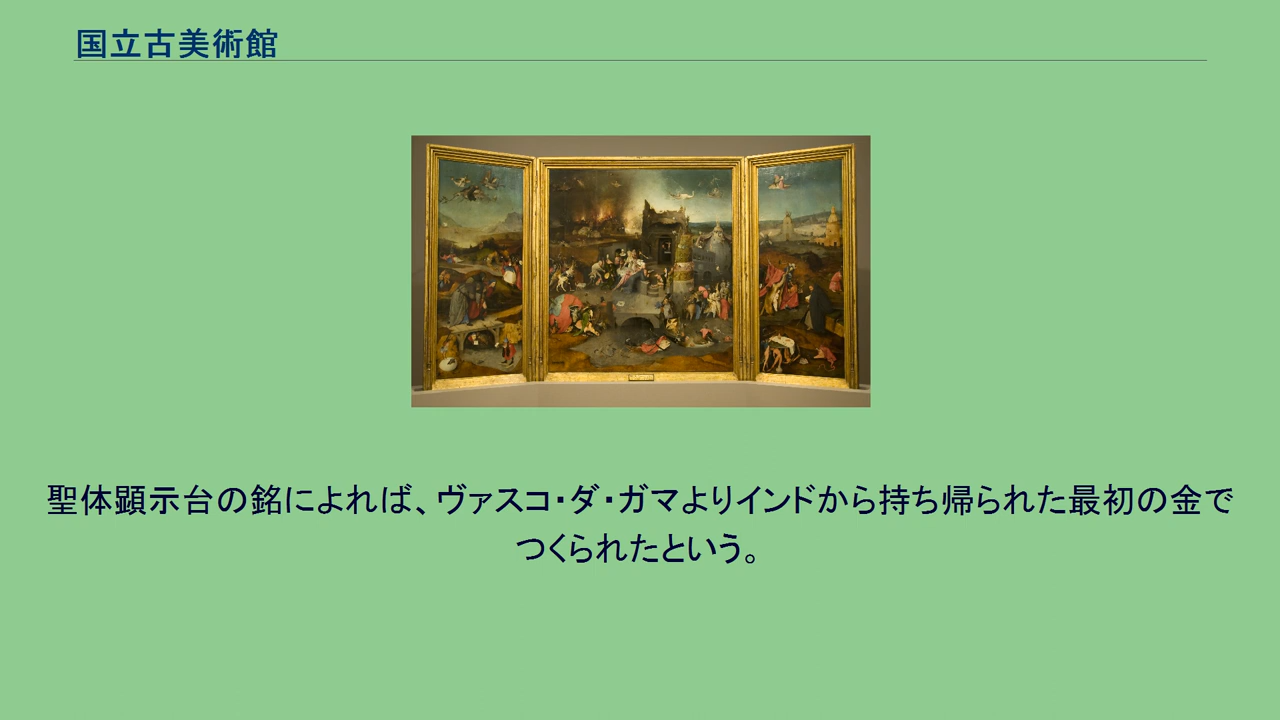 国立古美術館
聖体顕示台の銘によれば、ヴァスコ・ダ・ガマよりインドから持ち帰られた最初の金で
つくられたという。